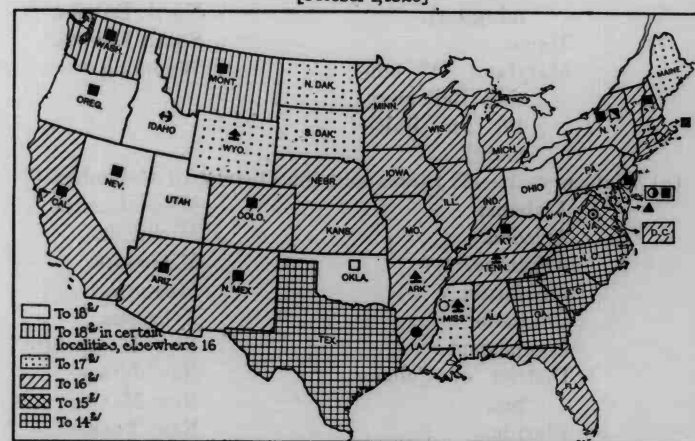 WASH.
MONT.
N. DAK.
MINN.
MAINE
OREG.
IDAHO
WYO.
S. DAK.
WIS.
MICH.
N.Y.
NEV.
UTAH
COLO.
NEBR.
IOWA
ILL.
IND.
OHIO
PA.
CAL.
KANS.
MO.
KY.
W. VA.
VA.
D.C.
ARIZ.
N. MEX.
OKLA.
ARK.
TENN.
N.C.
S.C.
TEX.
LA.
MISS.
ALA.
GA.
FLA.
To 18 a/
To 18 a/ in certain
localities, elsewhere 16
To 17 a/
To 16 a/
To 15 a/
To 14 a/